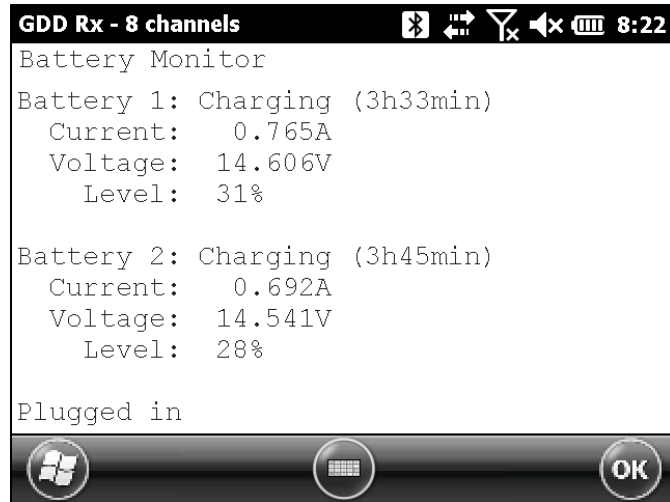 GDD Rx - 8 channels 8:22
Battery Monitor
Battery 1: Charging (3h33min)
Current: 0.765A
Voltage: 14.606V
Level: 31%
Battery 2: Charging (3h45min)
Current: 0.692A
Voltage: 14.541V
Level: 28%
Plugged in
OK